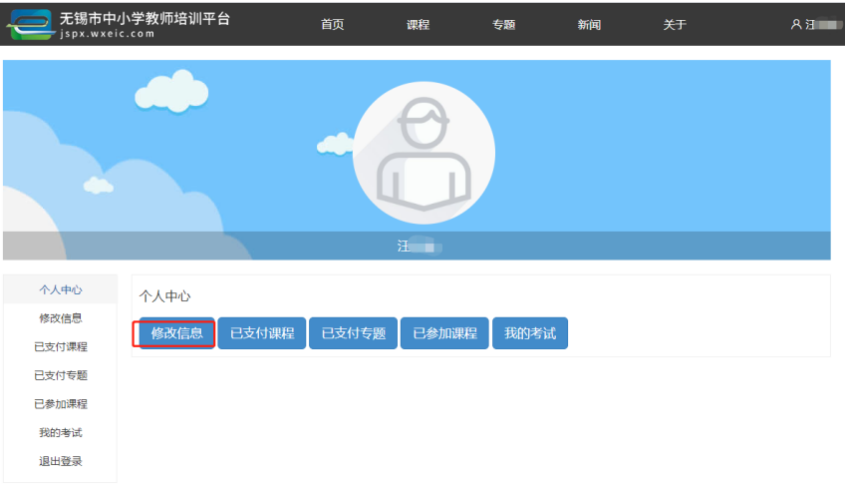 无锡市中小学教师培训平台
jspx.wxeic.com
首页 课程 专题 新闻 关于 汪
汪
个人中心
修改信息
已支付课程
已支付专题
已参加课程
我的考试
退出登录
个人中心
修改信息 已支付课程 已支付专题 已参加课程 我的考试